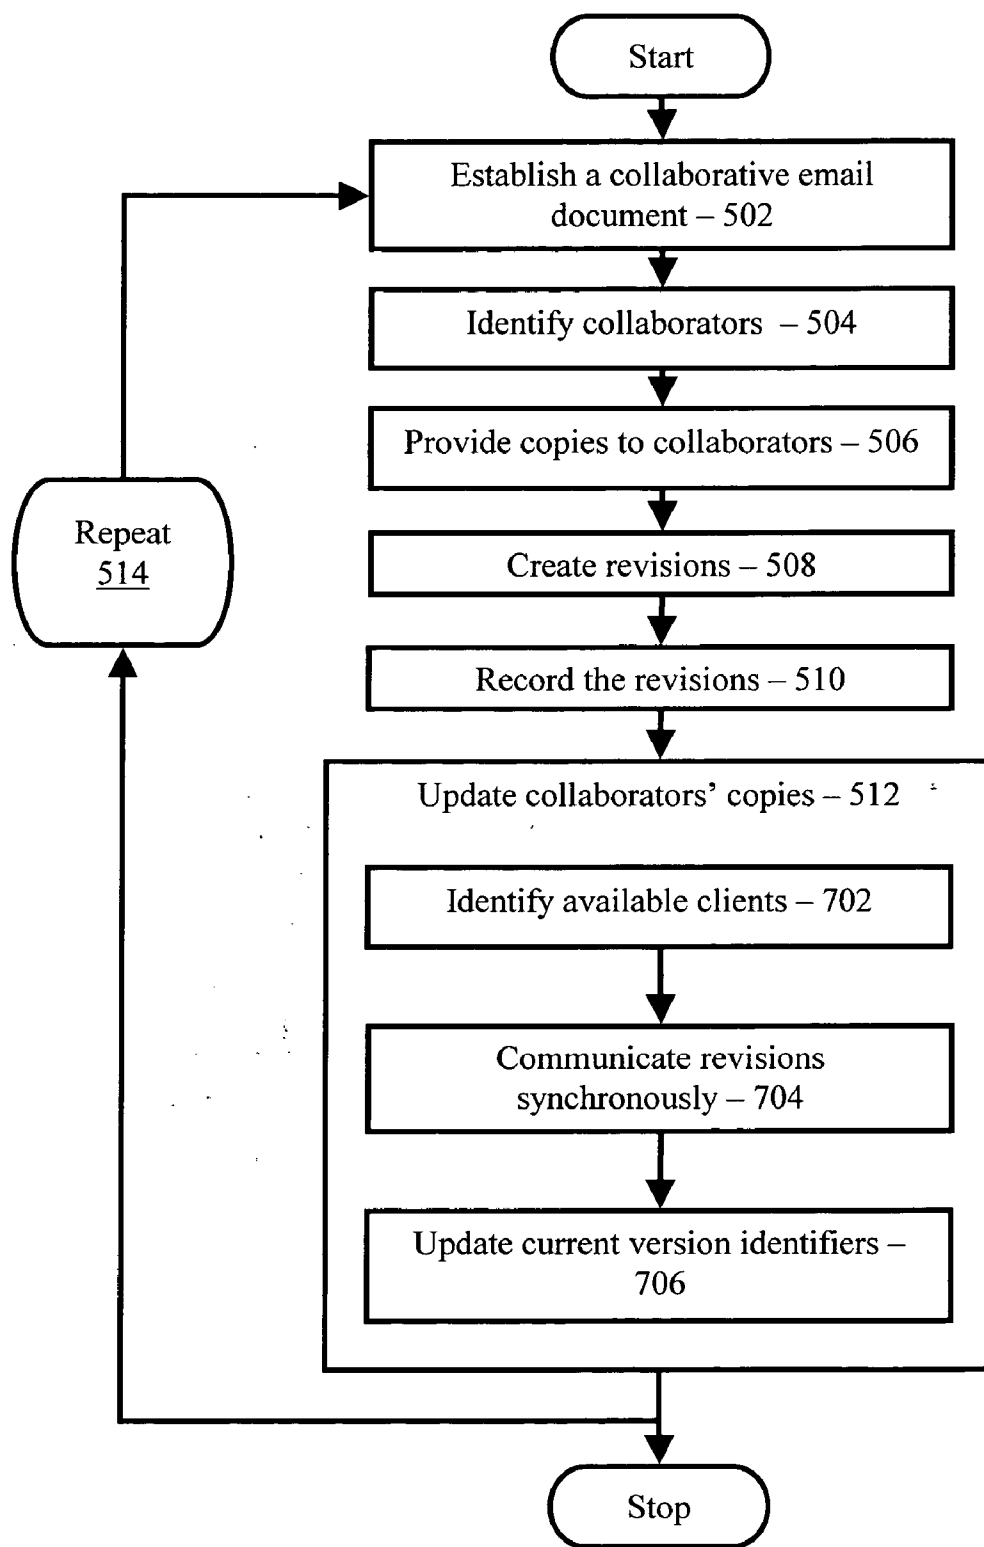 Start
Establish a collaborative email
document – 502
Identify collaborators – 504
Provide copies to collaborators – 506
Create revisions – 508
Repeat
514
Record the revisions – 510
Update collaborators’ copies – 512
Identify available clients – 702
Communicate revisions
synchronously – 704
Update current version identifiers –
706
Stop